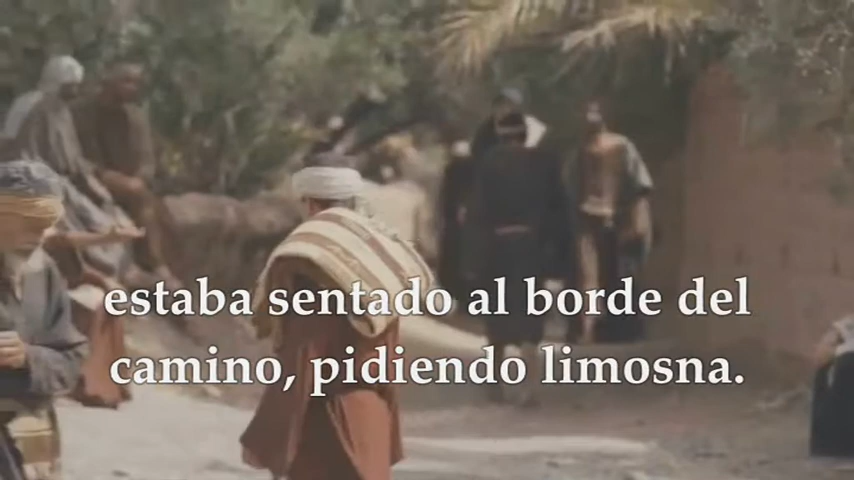 estaba sentado al borde del
camino, pidiendo limosna.